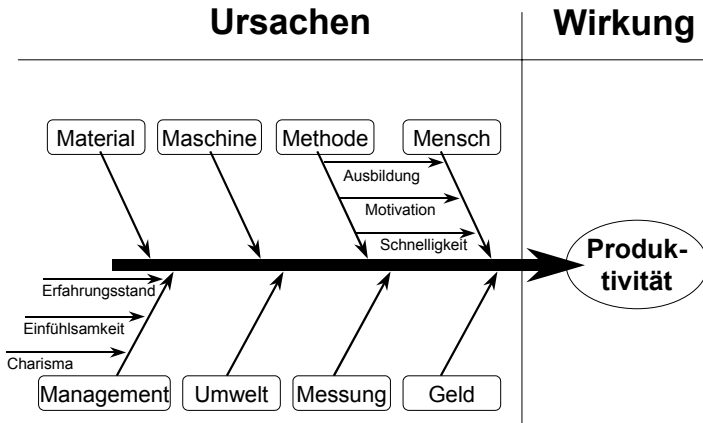 Ursachen
Wirkung
Material
Maschine
Methode
Mensch
Ausbildung
Motivation
Schnelligkeit
Produk-
tivität
Erfahrungsstand
Einfühlsamkeit
Charisma
Management
Umwelt
Messung
Geld